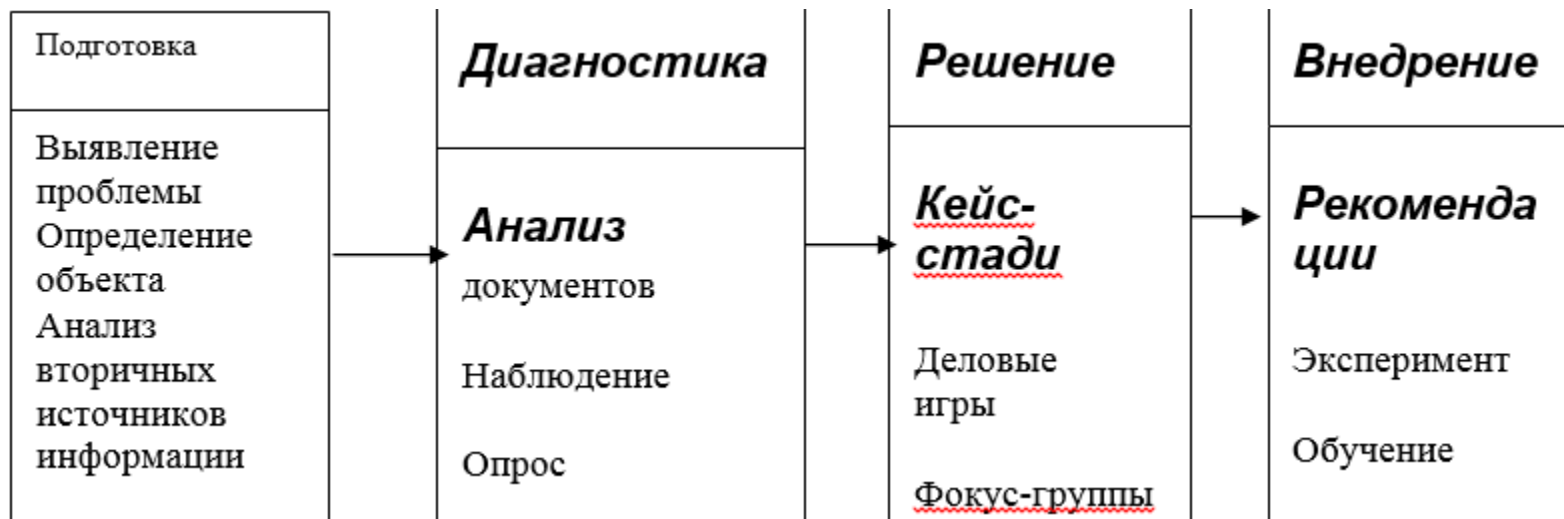 Подготовка
Выявление
проблемы
Определение
объекта
Анализ
вторичных
источников
информации
Диагностика
Анализ
документов
Наблюдение
Опрос
Решение
Кейс-
стади
Деловые
игры
Фокус-группы
Внедрение
Рекоменда
ции
Эксперимент
Обучение